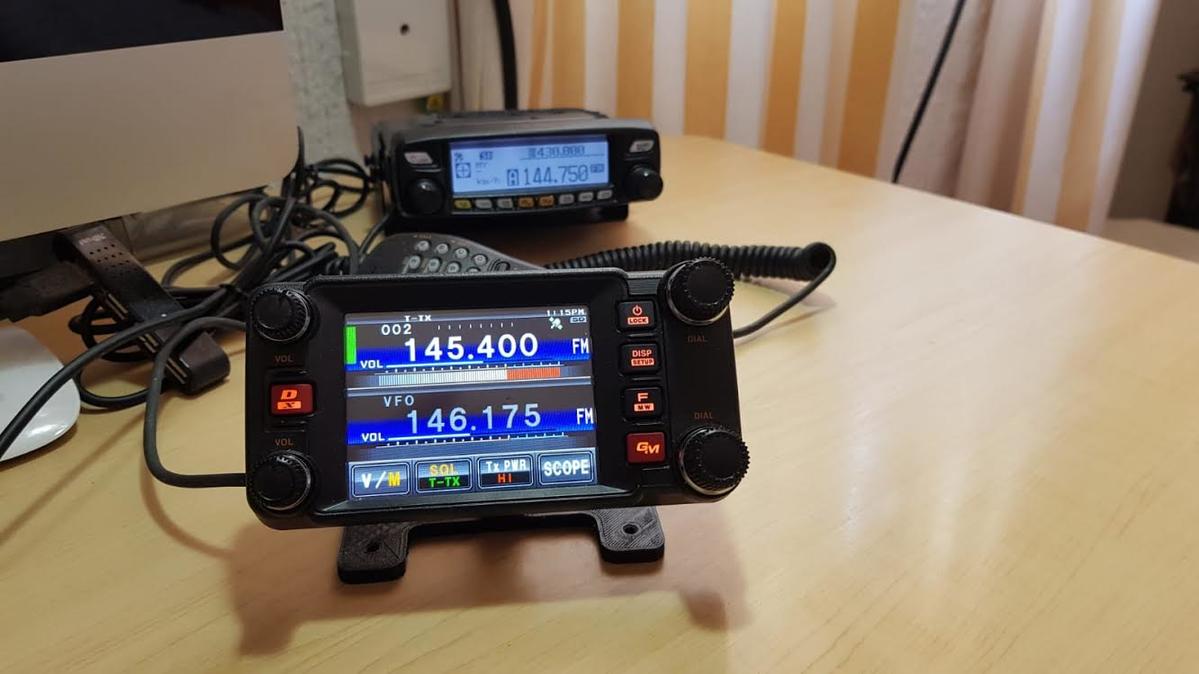 430.000
144.750
km/h
T-TX
1:15PM
002
145.400
FM
VOL
VFO
146.175
FM
VOL
V/M
SQL
T-TX
Tx PWR
HI
SCOPE
VOL
D
X
VOL
LOCK
DISP
SETUP
F
MW
GM
DIAL
DIAL